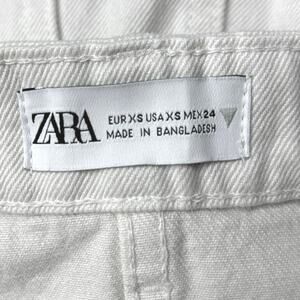 ZARA
EUR XS USA XS MEX 24
MADE IN BANGLADESH